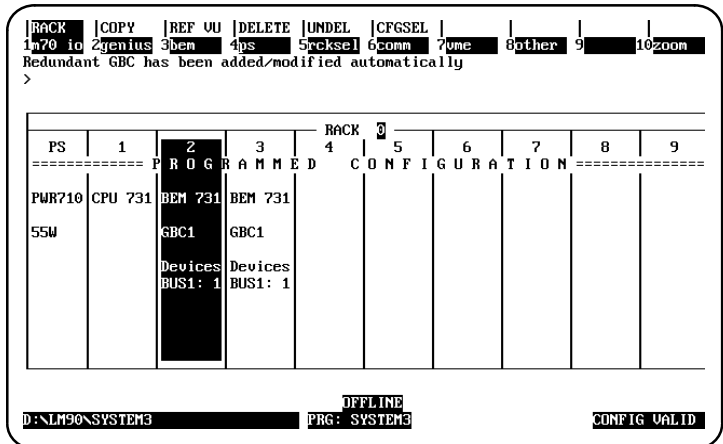 RACK |COPY |REF VU |DELETE |UNDEL |CFGSEL | | | |
1m70 io 2genius 3bem 4ps 5rcksel 6comm 7vme 8other 9 10zoom
Redundant GBC has been added/modified automatically
>
RACK 0
PS 1 2 3 4 5 6 7 8 9
============= P R O G R A M M E D C O N F I G U R A T I O N ==============
PWR710 CPU 731 BEM 731 BEM 731
55W GBC1 GBC1
Devices Devices
BUS1: 1 BUS1: 1
OFFLINE
D:\LM90\SYSTEM3 PRG: SYSTEM3 CONFIG VALID